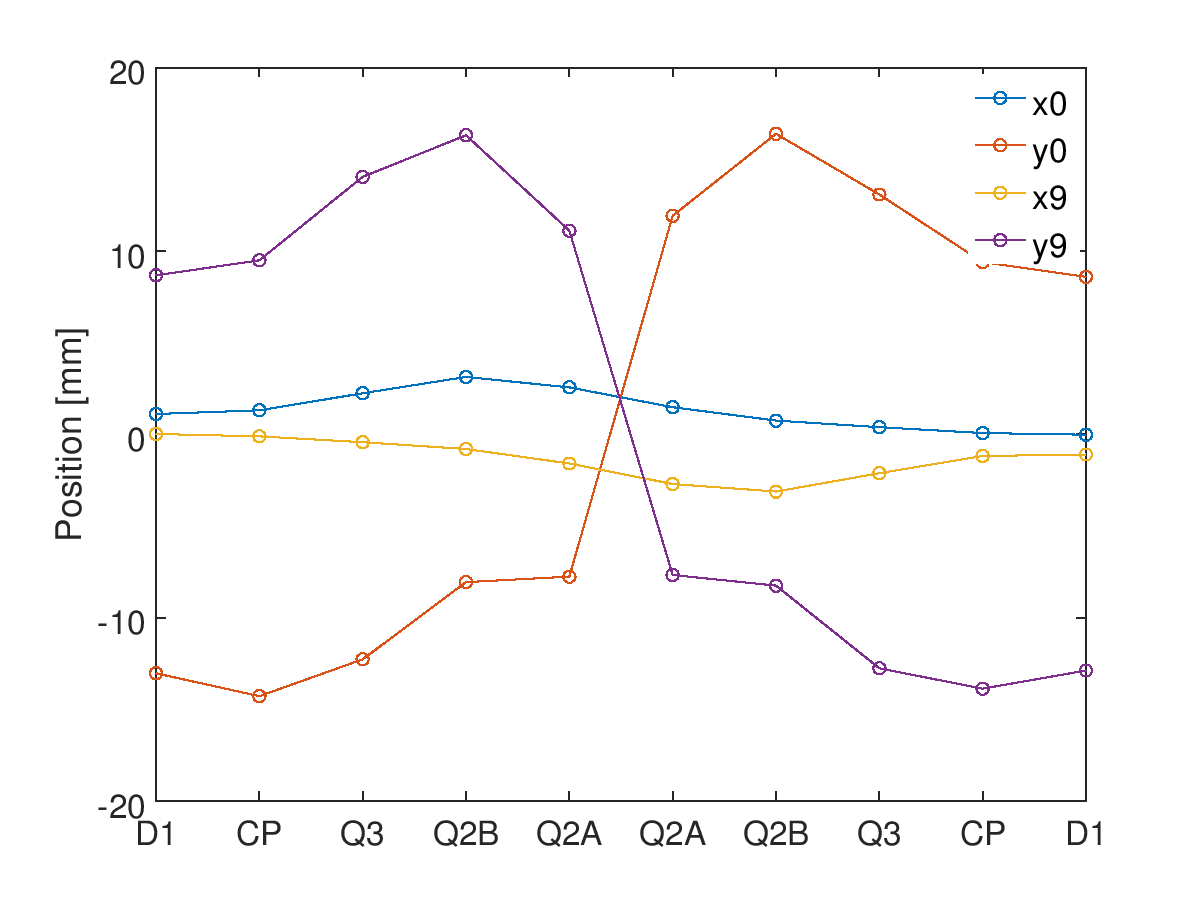 20
10
0
-10
-20
Position [mm]
x0
y0
x9
y9
D1 CP Q3 Q2B Q2A Q2A Q2B Q3 CP D1